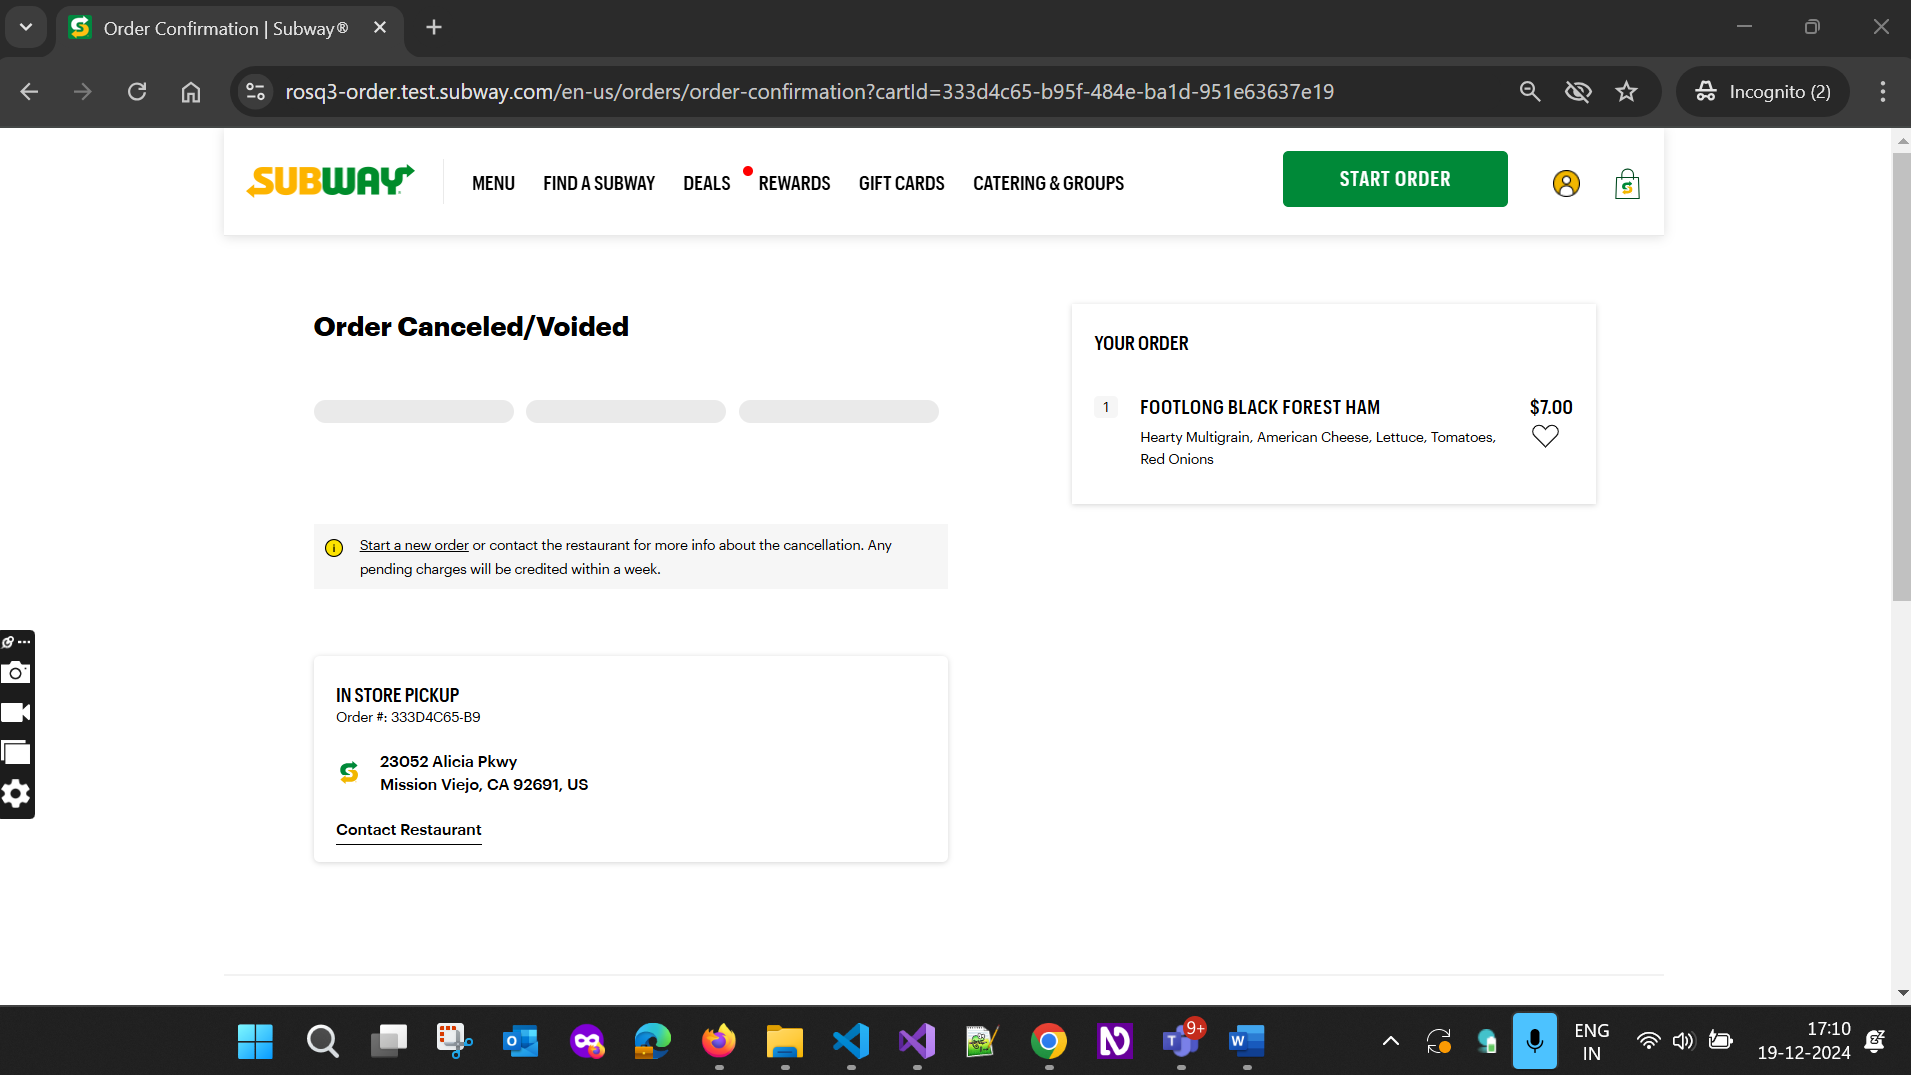 Order Confirmation | Subway®
rosq3-order.test.subway.com/en-us/orders/order-confirmation?cartId=333d4c65-b95f-484e-ba1d-951e63637e19
Incognito (2)
SUBWAY
MENU
FIND A SUBWAY
DEALS
REWARDS
GIFT CARDS
CATERING & GROUPS
START ORDER
Order Canceled/Voided
Start a new order or contact the restaurant for more info about the cancellation. Any
pending charges will be credited within a week.
IN STORE PICKUP
Order #: 333D4C65-B9
23052 Alicia Pkwy
Mission Viejo, CA 92691, US
Contact Restaurant
YOUR ORDER
1 FOOTLONG BLACK FOREST HAM $7.00
Hearty Multigrain, American Cheese, Lettuce, Tomatoes,
Red Onions
9+
ENG
IN
17:10
19-12-2024